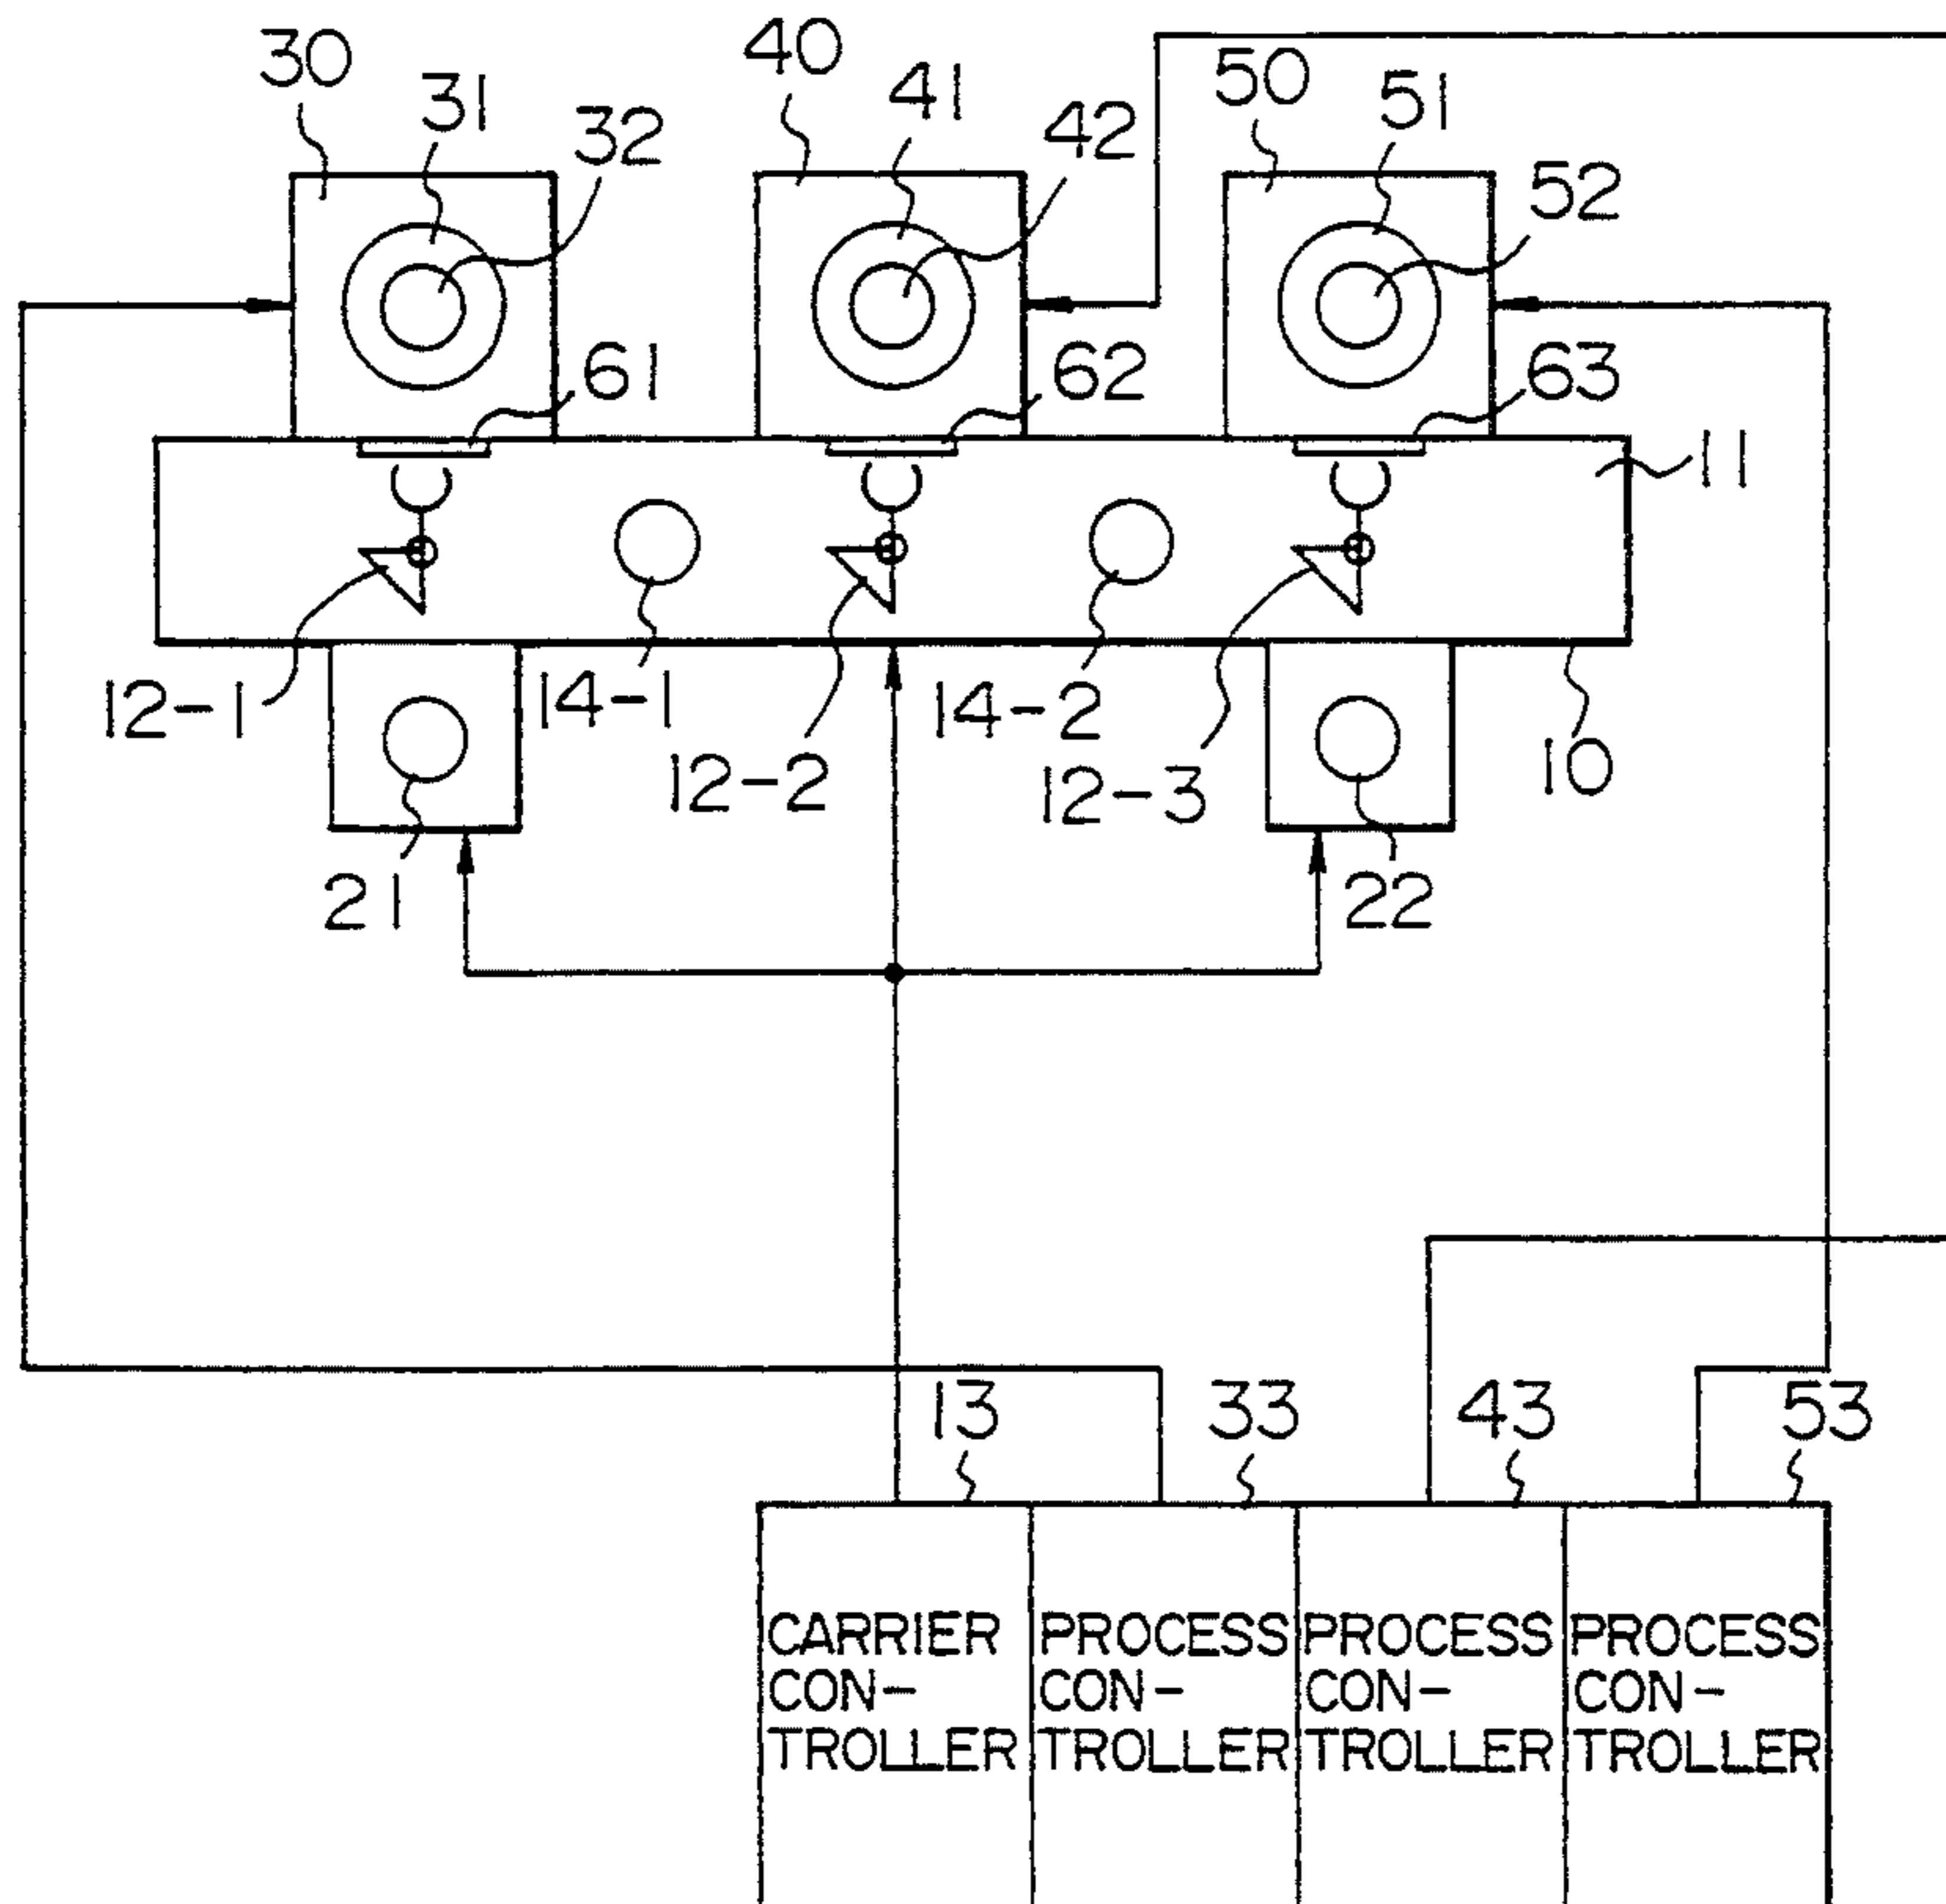 30
31
32
40
41
42
50
51
52
61
62
63
11
12-1
14-1
12-2
14-2
12-3
10
21
22
13
33
43
53
CARRIER
CON-
TROLLER
PROCESS
CON-
TROLLER
PROCESS
CON-
TROLLER
PROCESS
CON-
TROLLER